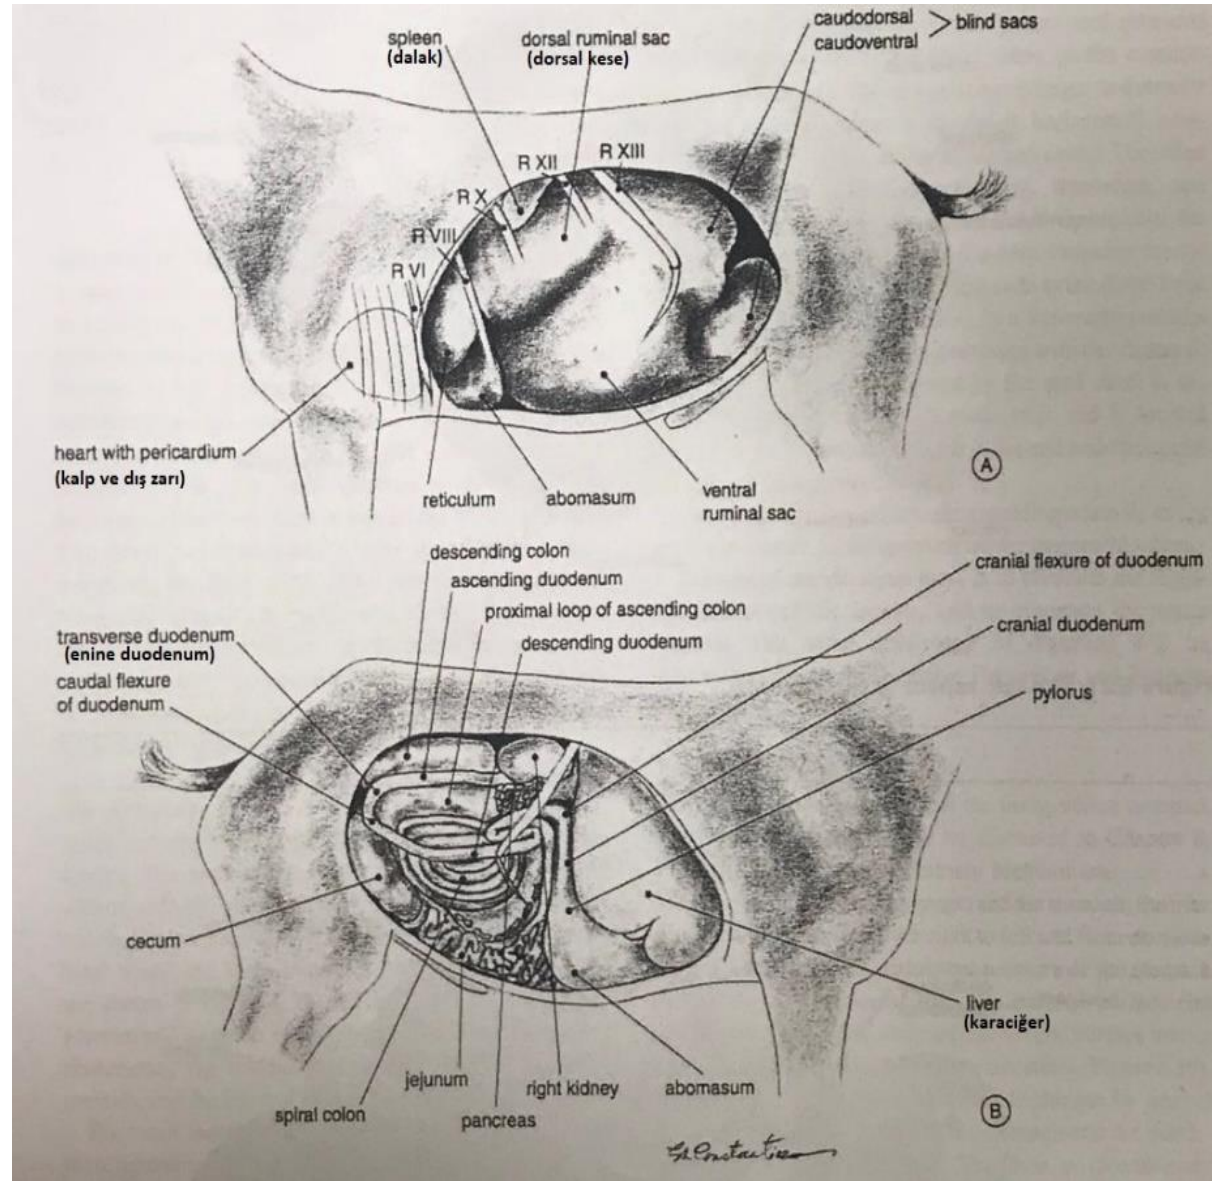 spleen
(dalak)
dorsal ruminal sac
(dorsal kese)
caudodorsal
caudoventral
blind sacs
R XII
R XIII
R X
R VIII
R VI
heart with pericardium
(kalp ve dış zarı)
reticulum
abomasum
ventral
ruminal sac
A
descending colon
ascending duodenum
proximal loop of ascending colon
descending duodenum
transverse duodenum
(enine duodenum)
caudal flexure
of duodenum
cranial flexure of duodenum
cranial duodenum
pylorus
cecum
liver
(karaciğer)
jejunum
spiral colon
pancreas
right kidney
abomasum
B